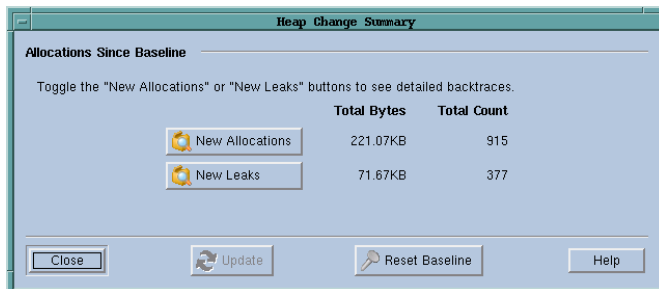 Heap Change Summary
Allocations Since Baseline
Toggle the "New Allocations" or "New Leaks" buttons to see detailed backtraces.
Total Bytes Total Count
New Allocations 221.07KB 915
New Leaks 71.67KB 377
Close Update Reset Baseline Help